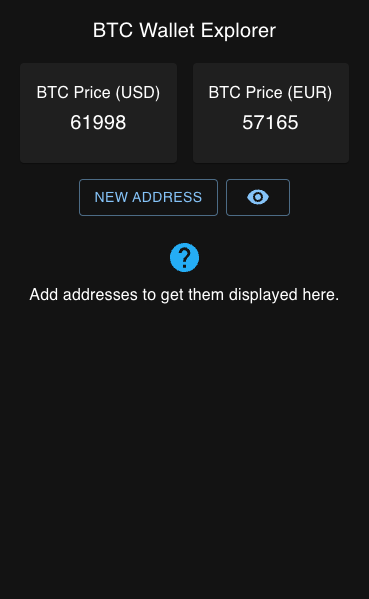 BTC Wallet Explorer
BTC Price (USD)
61998
BTC Price (EUR)
57165
NEW ADDRESS
?
Add addresses to get them displayed here.